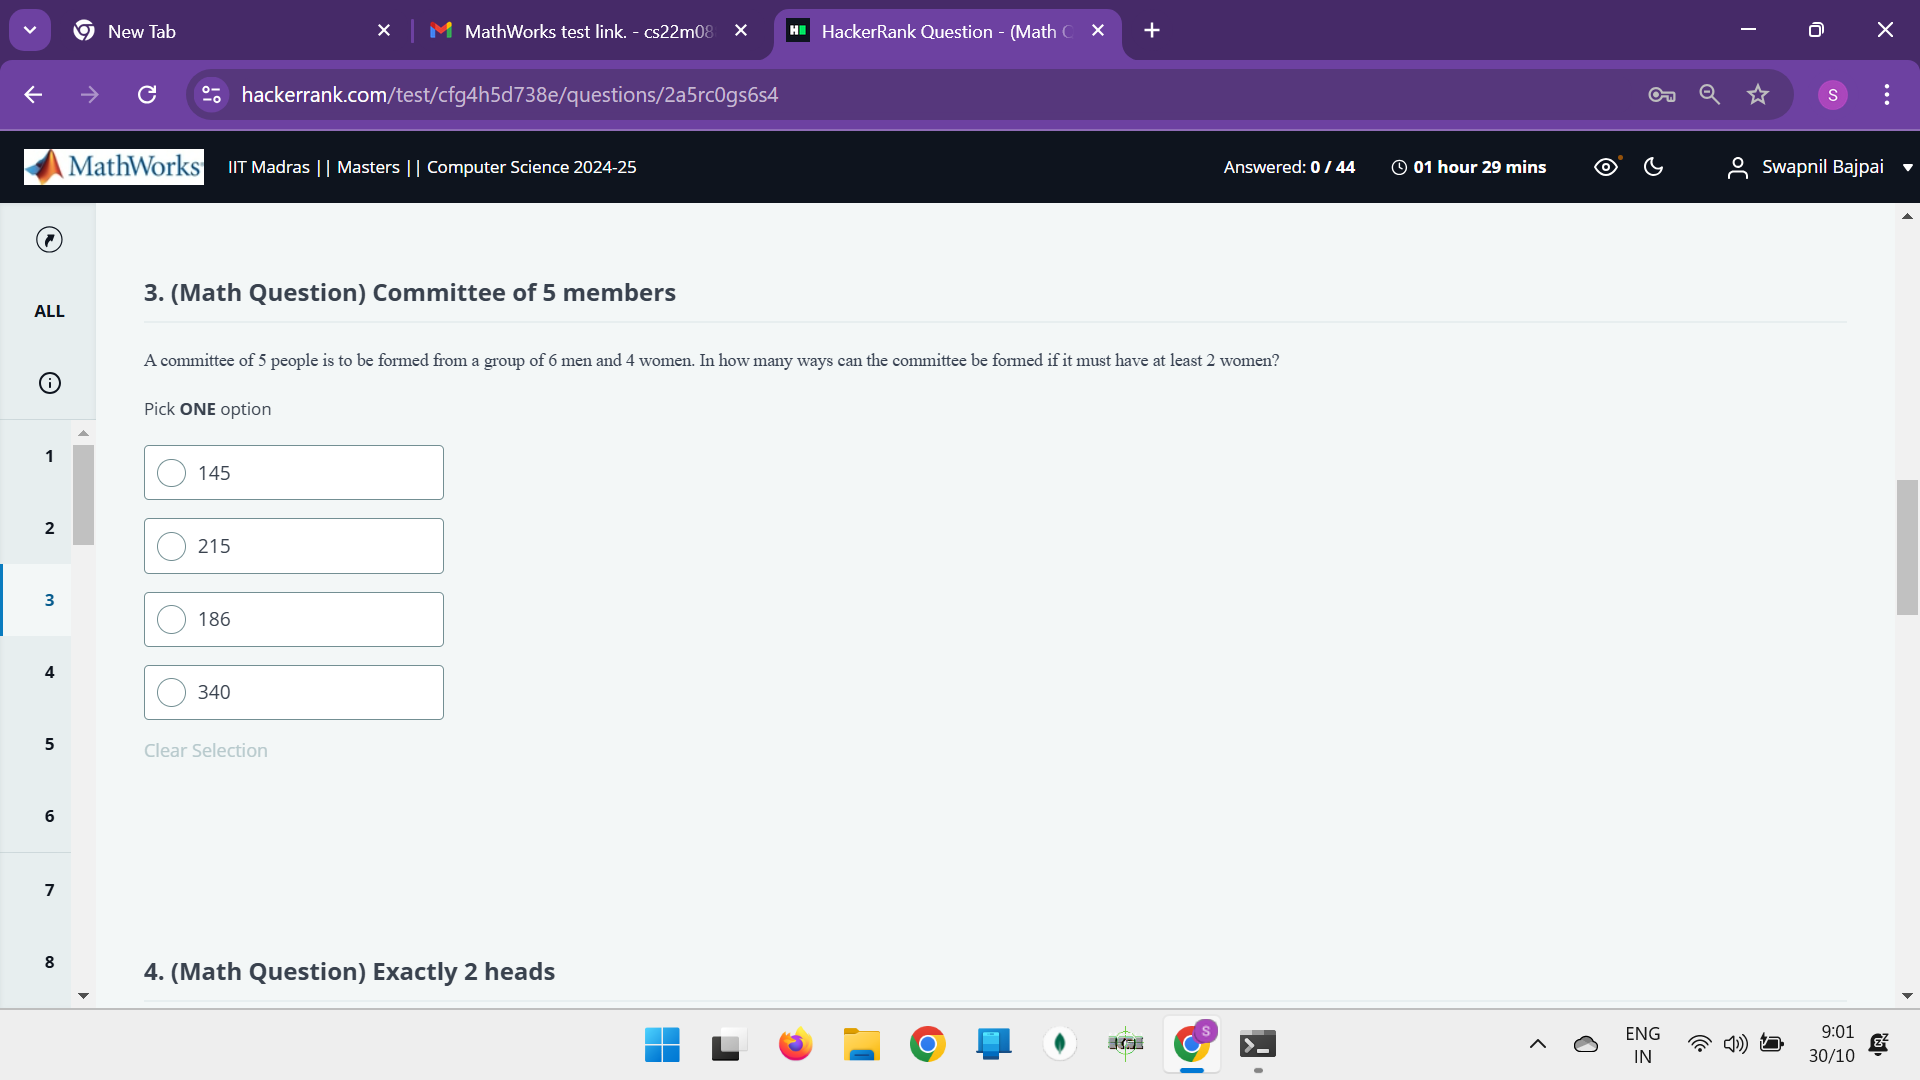 New Tab
MathWorks test link. - cs22m08
HackerRank Question - (Math
hackerrank.com/test/cfg4h5d738e/questions/2a5rc0gs6s4
S
MathWorks
IIT Madras || Masters || Computer Science 2024-25
Answered: 0 / 44
01 hour 29 mins
Swapnil Bajpai
ALL
1
2
3
4
5
6
7
8
3. (Math Question) Committee of 5 members
A committee of 5 people is to be formed from a group of 6 men and 4 women. In how many ways can the committee be formed if it must have at least 2 women?
Pick ONE option
145
215
186
340
Clear Selection
4. (Math Question) Exactly 2 heads
S
ENG
IN
9:01
30/10